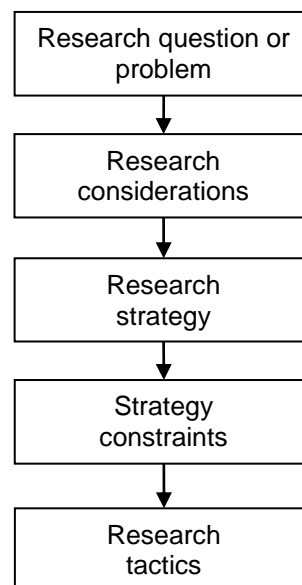 Research question or
problem
Research
considerations
Research
strategy
Strategy
constraints
Research
tactics